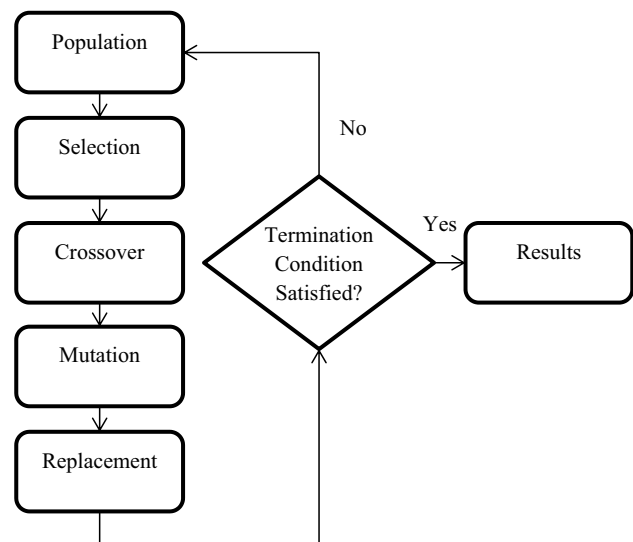 Population
Selection
Crossover
Mutation
Replacement
No
Termination
Condition
Satisfied?
Yes
Results